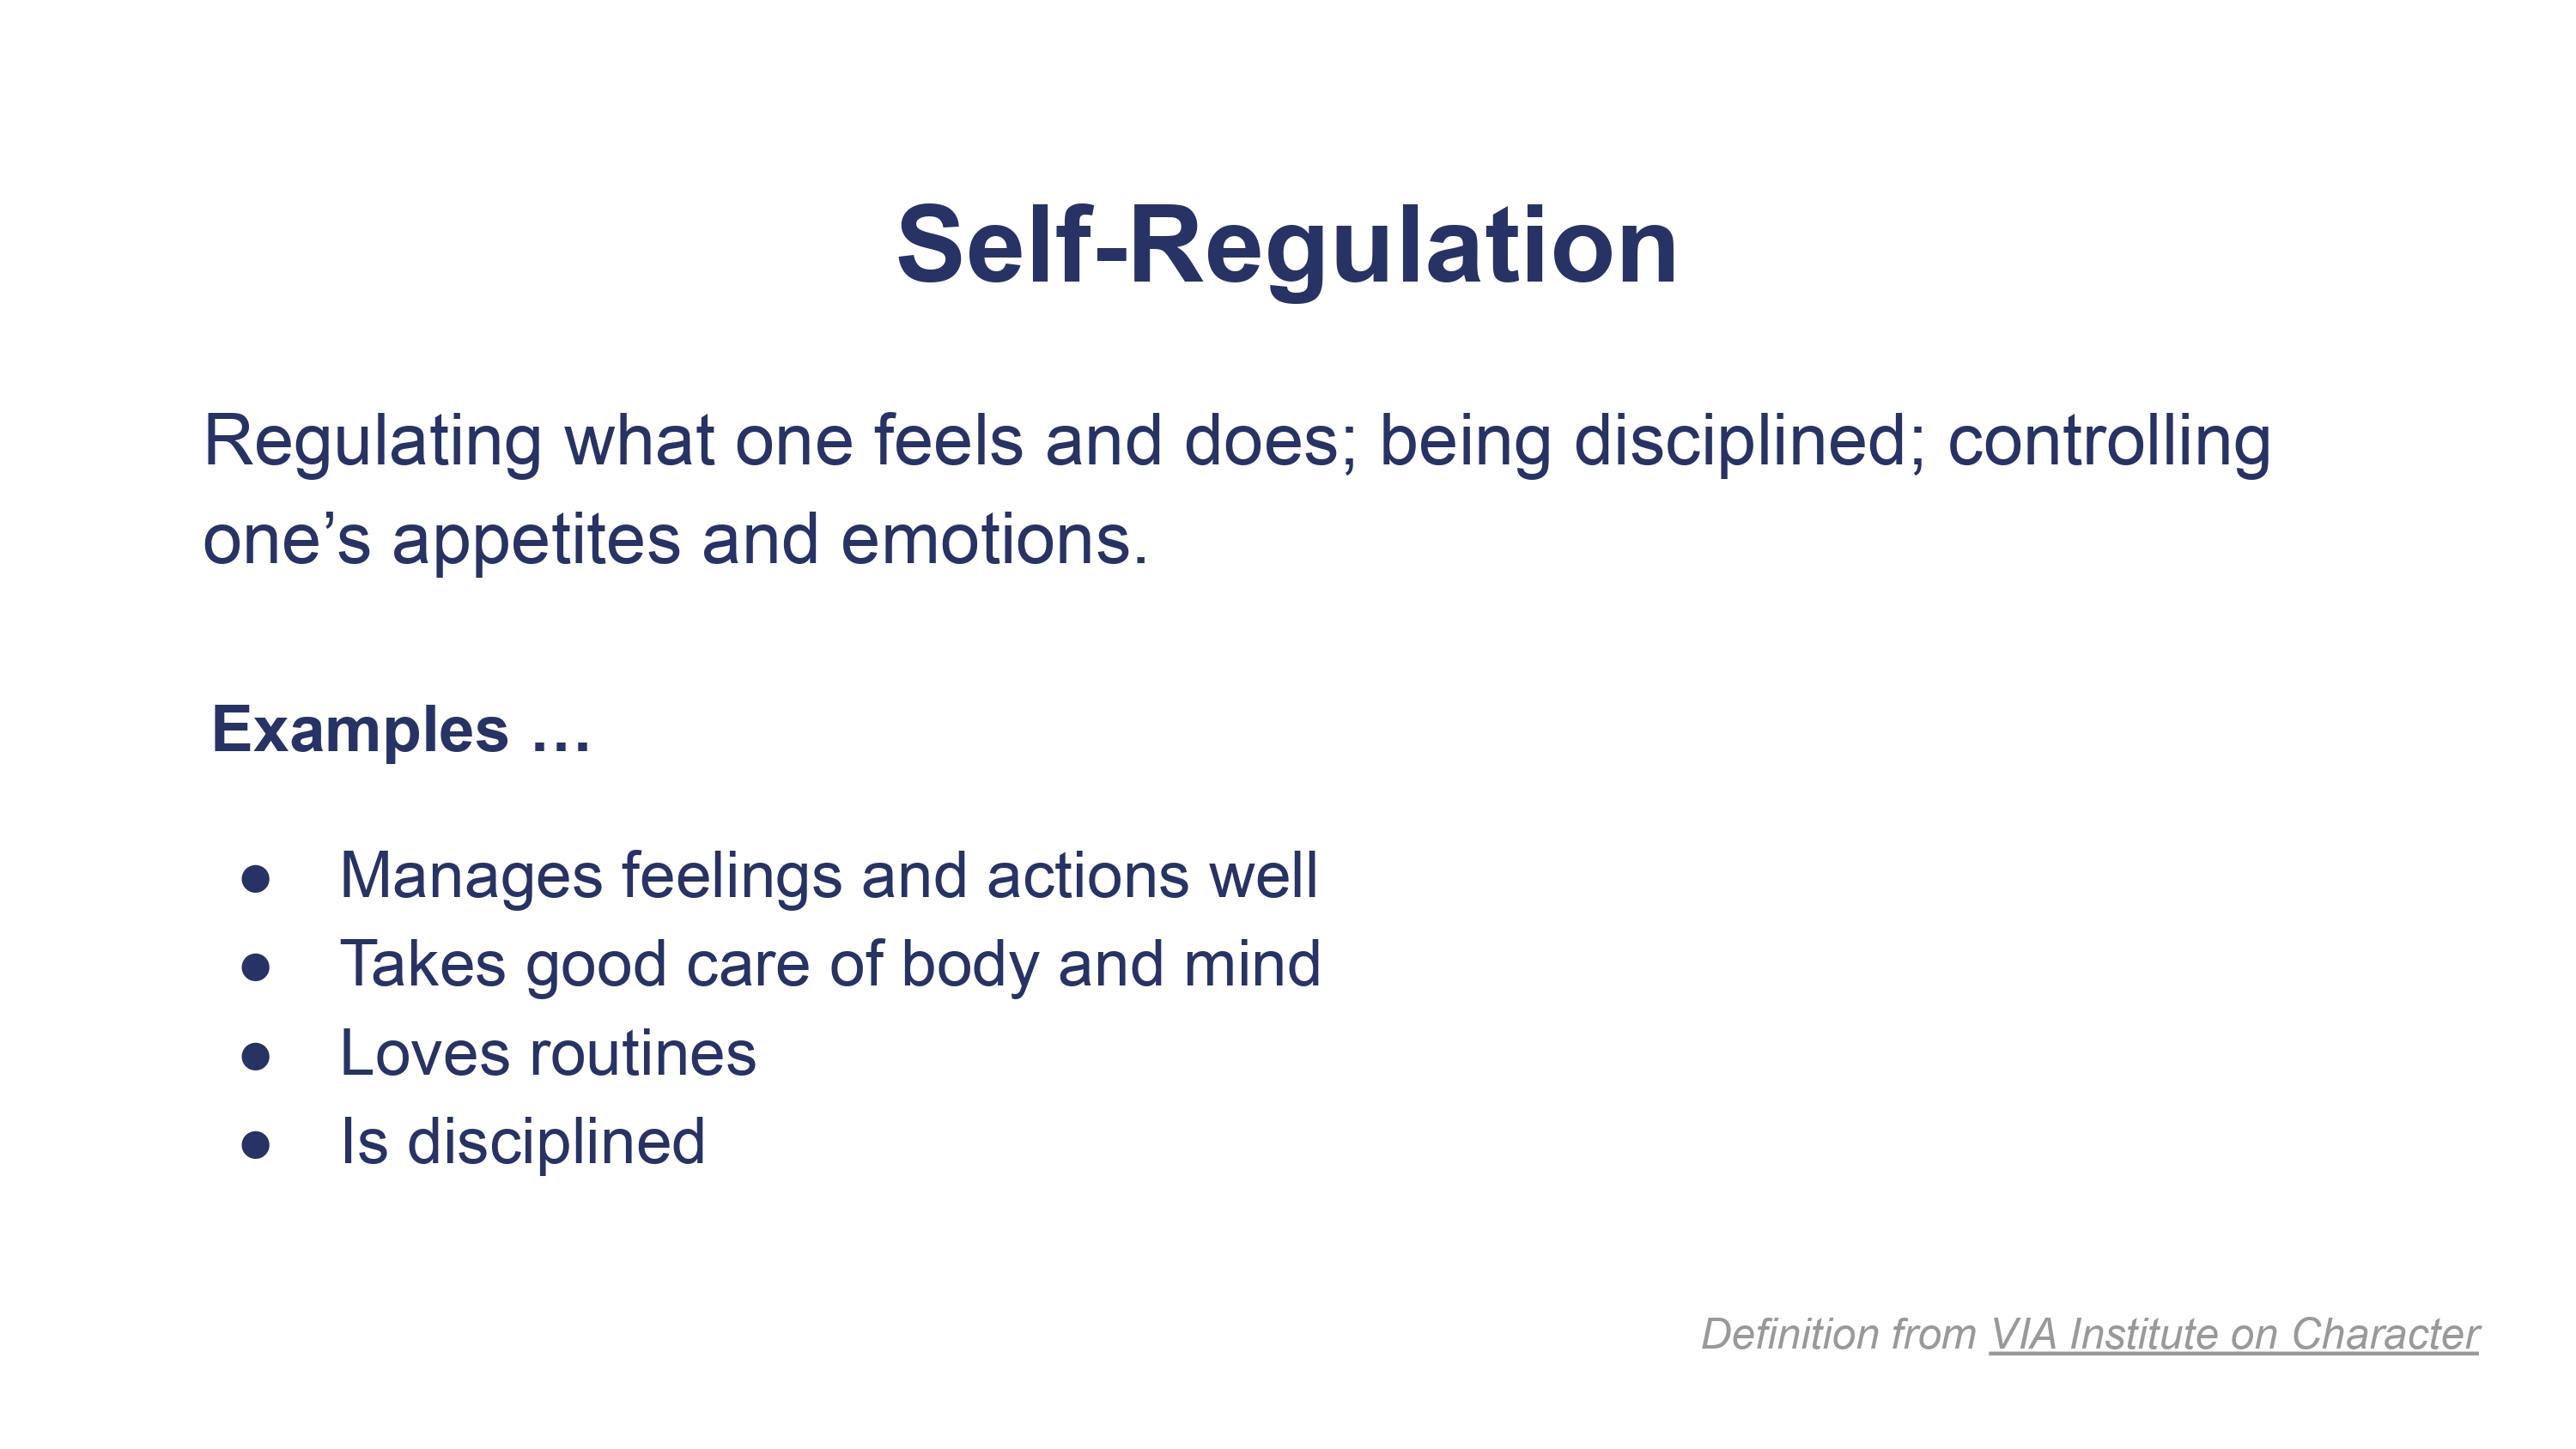 Self-Regulation
Regulating what one feels and does; being disciplined; controlling
one’s appetites and emotions.
Examples …
● Manages feelings and actions well
● Takes good care of body and mind
● Loves routines
● Is disciplined
Definition from VIA Institute on Character